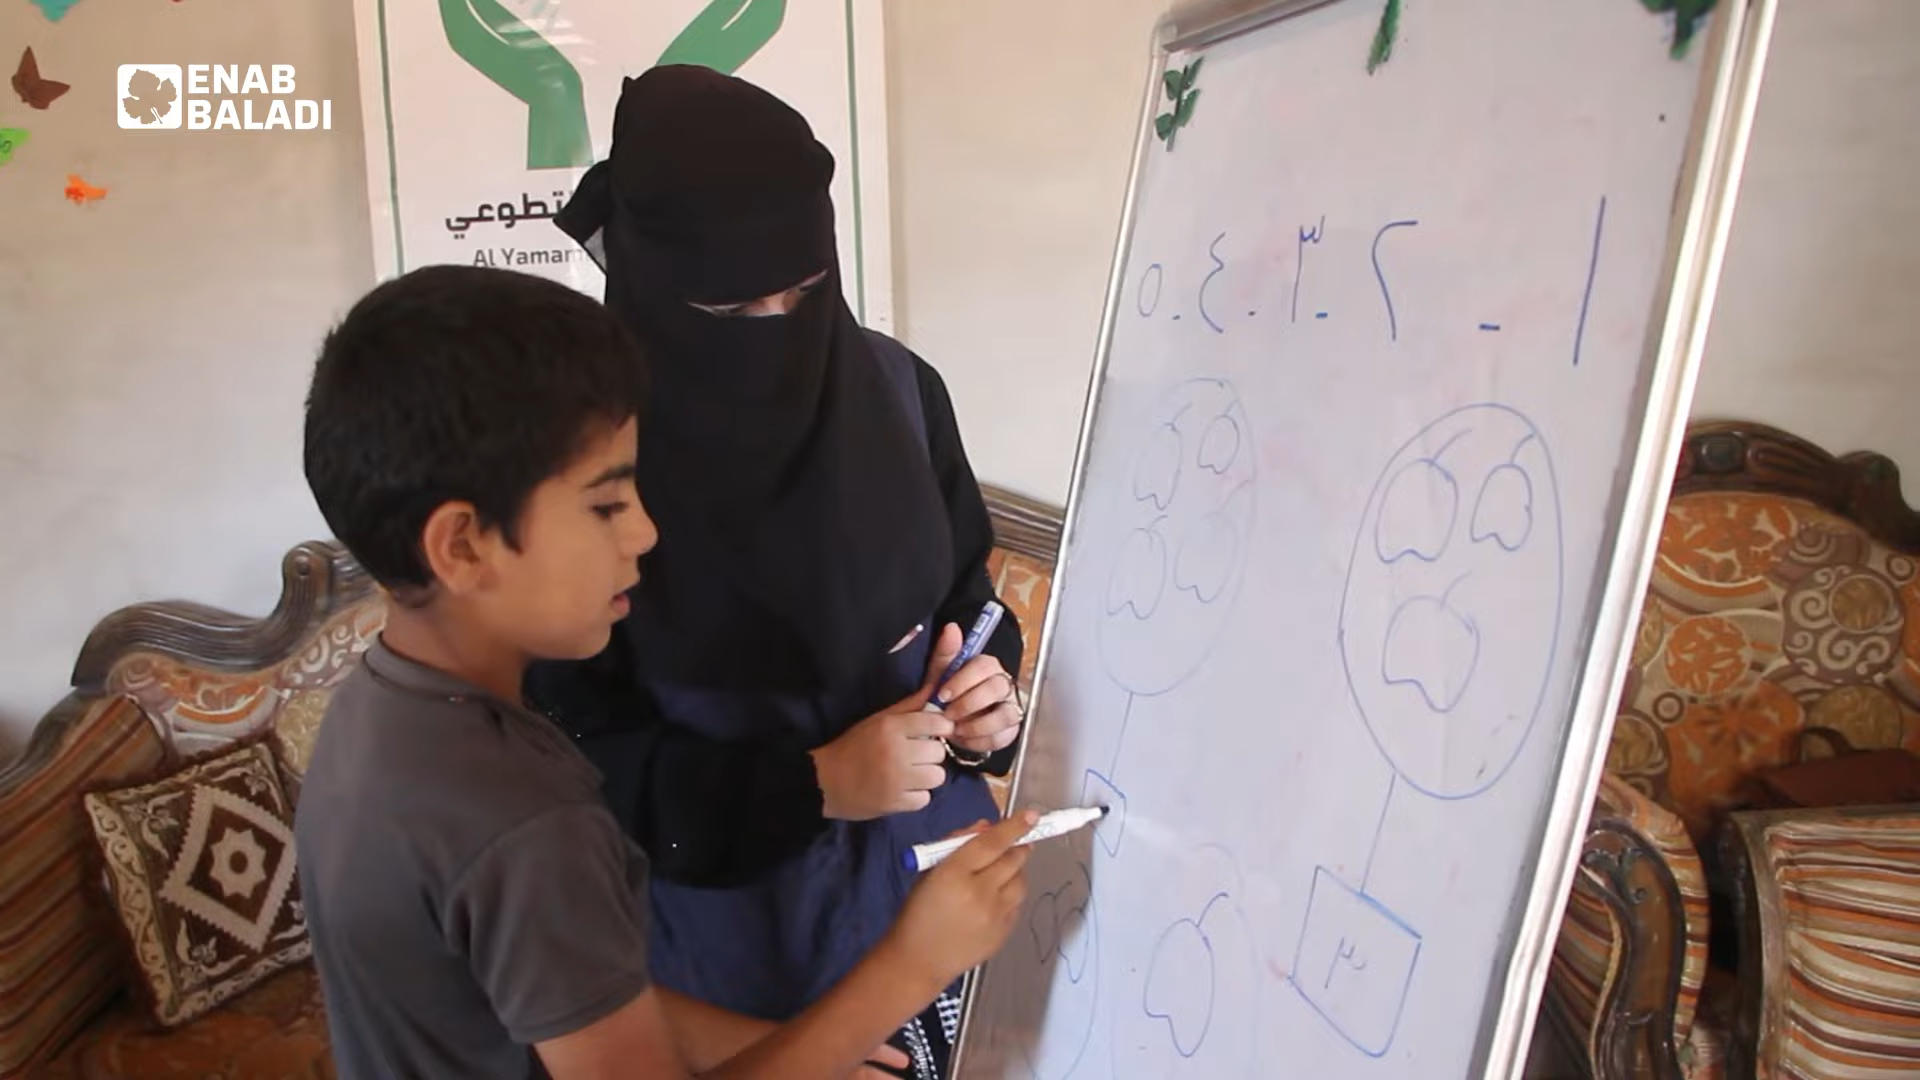 ENAB
BALADI
تطوعي
Al Yamam
١ - ٢ - ٣ - ٤ - ٥
٣